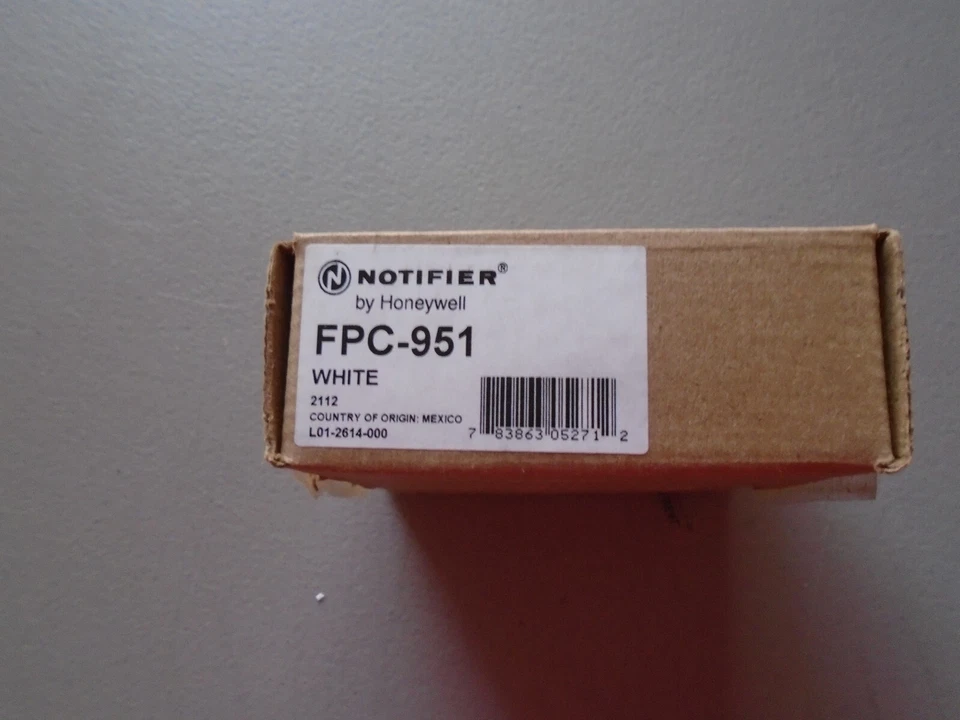 N NOTIFIER®
by Honeywell
FPC-951
WHITE
2112
COUNTRY OF ORIGIN: MEXICO
L01-2614-000
7 83863 05271 2